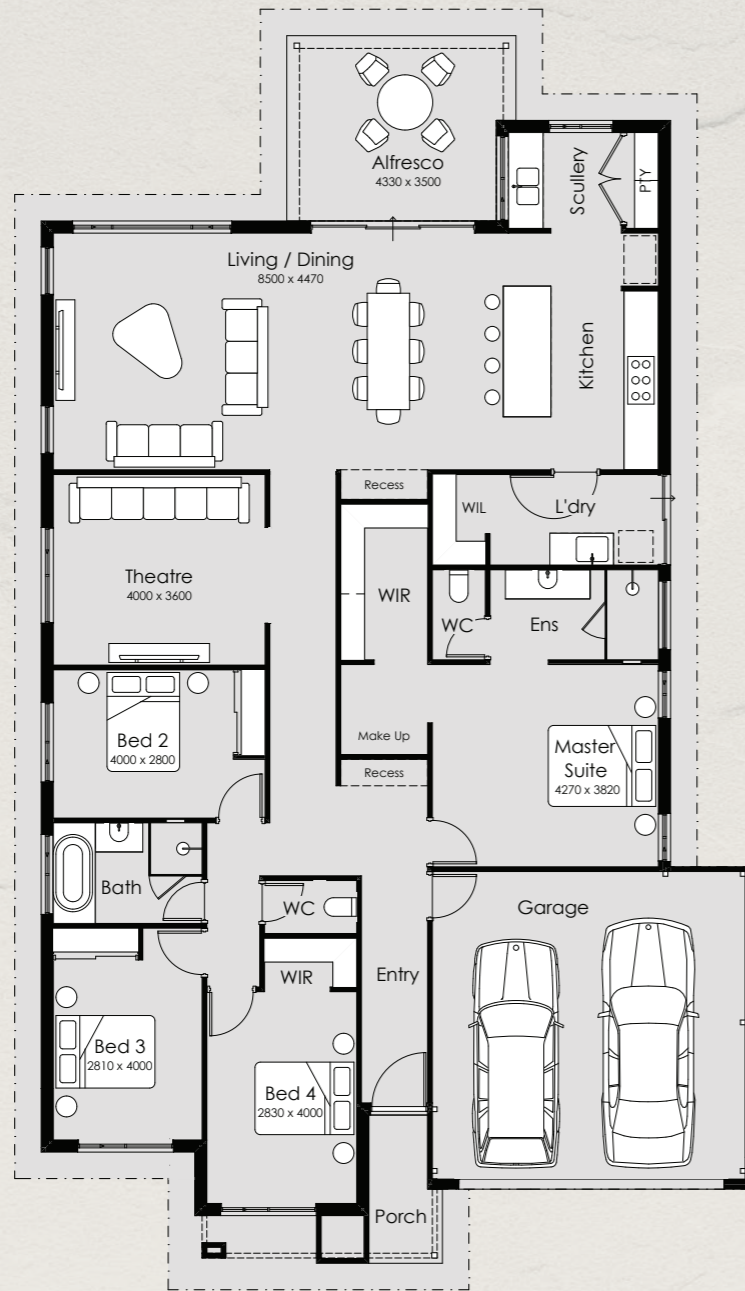 Alfresco
4330 x 3500
Scullery
PTY
Living / Dining
8500 x 4470
Kitchen
Recess
WIL
L'dry
Theatre
4000 x 3600
WIR
WC
Ens
Bed 2
4000 x 2800
Make Up
Master
Suite
4270 x 3820
Recess
Bath
WC
Garage
WIR
Entry
Bed 3
2810 x 4000
Bed 4
2830 x 4000
Porch